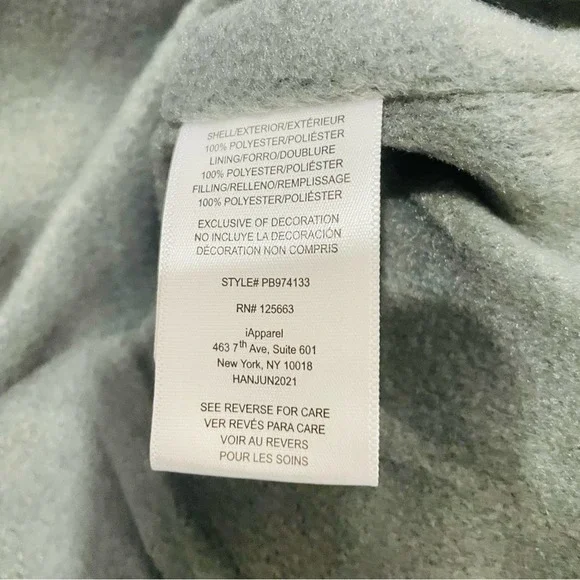 SHELL/EXTERIOR/EXTÉRIEUR
100% POLYESTER/POLIÉSTER
LINING/FORRO/DOUBLURE
100% POLYESTER/POLIÉSTER
FILLING/RELLENO/REMPLISSAGE
100% POLYESTER/POLIÉSTER
EXCLUSIVE OF DECORATION
NO INCLUYE LA DECORACIÓN
DÉCORATION NON COMPRIS
STYLE# PB974133
RN# 125663
iApparel
463 7th Ave, Suite 601
New York, NY 10018
HANJUN2021
SEE REVERSE FOR CARE
VER REVÉS PARA CARE
VOIR AU REVERS
POUR LES SOINS